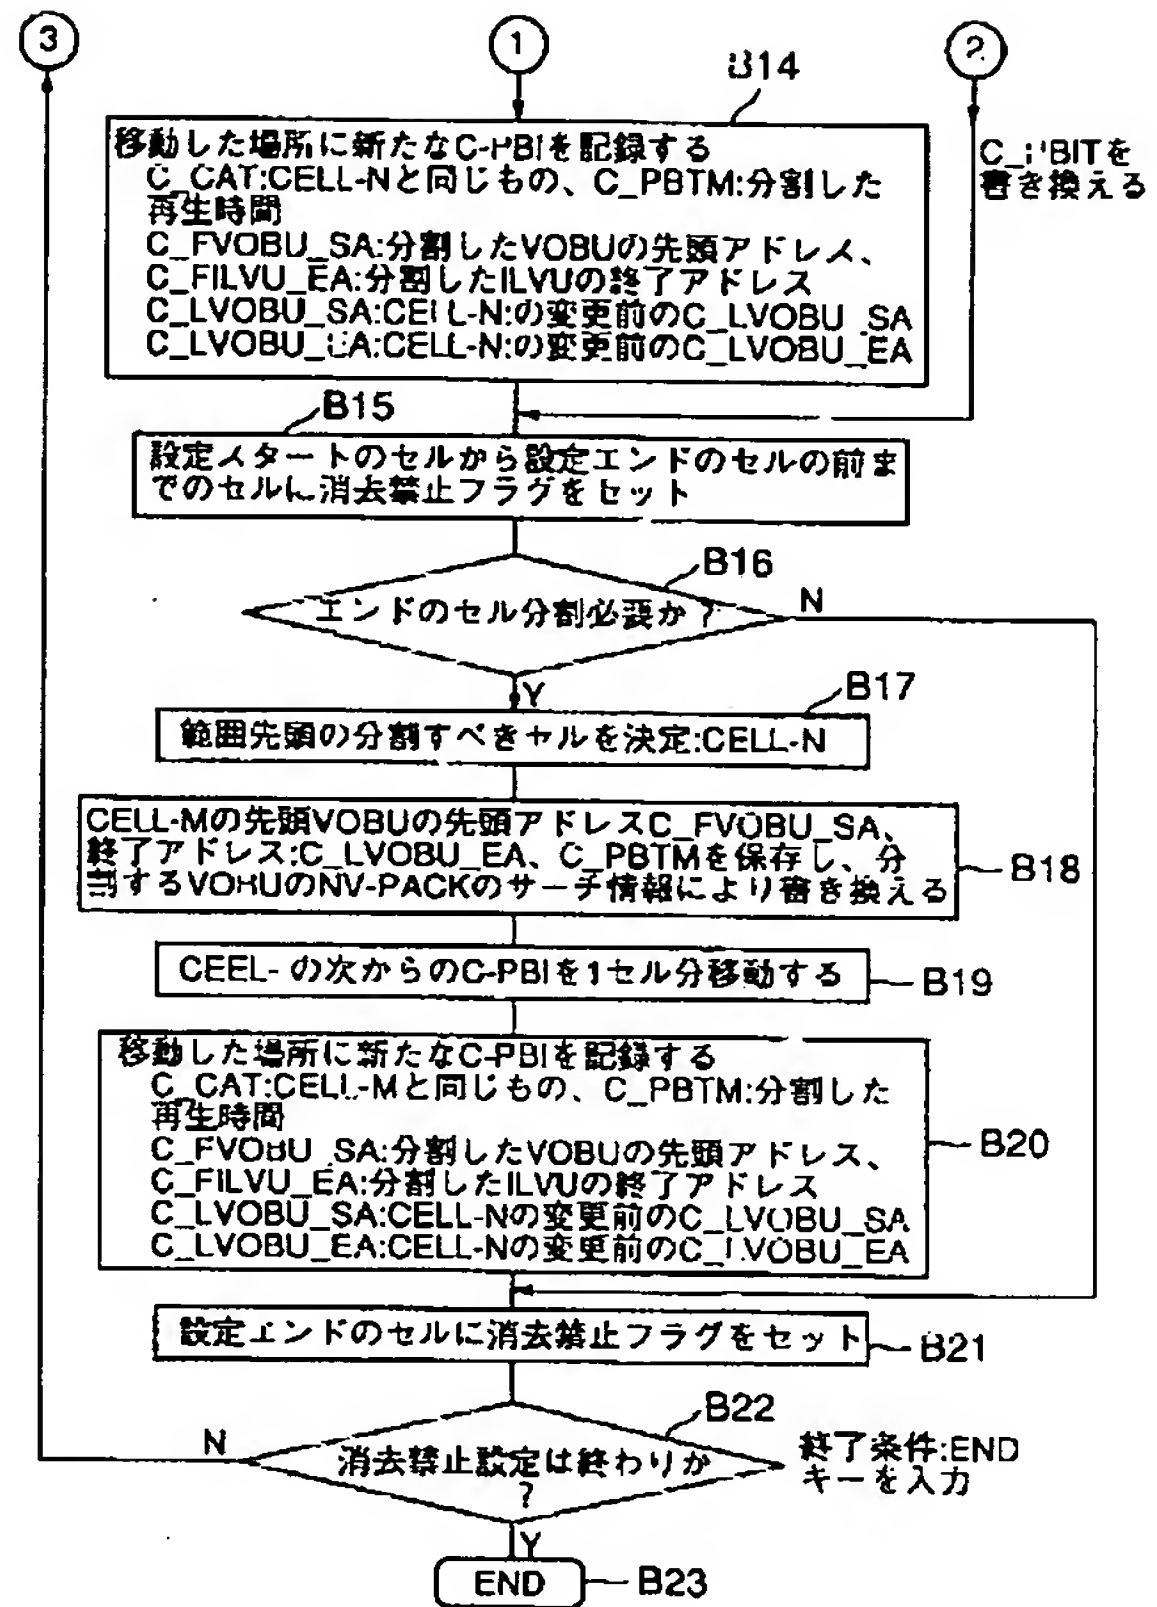 3
1
2
B14
移動した場所に新たなC-PBIを記録する
C_CAT:CELL-Nと同じもの、C_PBTM:分割した
再生時間
C_FVOBU_SA:分割したVOBUの先頭アドレス、
C_FILVU_EA:分割したILVUの終了アドレス
C_LVOBU_SA:CELL-N:の変更前のC_LVOBU_SA
C_LVOBU_EA:CELL-N:の変更前のC_LVOBU_EA
を
書き換える
B15
設定スタートのセルから設定エンドのセルの前ま
でのセルに消去禁止フラグをセット
B16
エンドのセル分割必要か?
N
Y
B17
範囲先頭の分割すべきセルを決定:CELL-N
CELL-Mの先頭VOBUの先頭アドレスC_FVOBU_SA、
終了アドレス:C_LVOBU_EA、C_PBTMを保存し、分
割するVOBUのNV-PACKのサーチ情報により書き換える
B18
CEEL- の次からのC-PBIを1セル分移動する
B19
移動した場所に新たなC-PBIを記録する
C_CAT:CELL-Mと同じもの、C_PBTM:分割した
再生時間
C_FVOBU_SA:分割したVOBUの先頭アドレス、
C_FILVU_EA:分割したILVUの終了アドレス
C_LVOBU_SA:CELL-Nの変更前のC_LVOBU_SA
C_LVOBU_EA:CELL-Nの変更前のC_LVOBU_EA
B20
設定エンドのセルに消去禁止フラグをセット
B21
B22
N
消去禁止設定は終わりか
?
終了条件:END
キーを入力
Y
END
B23